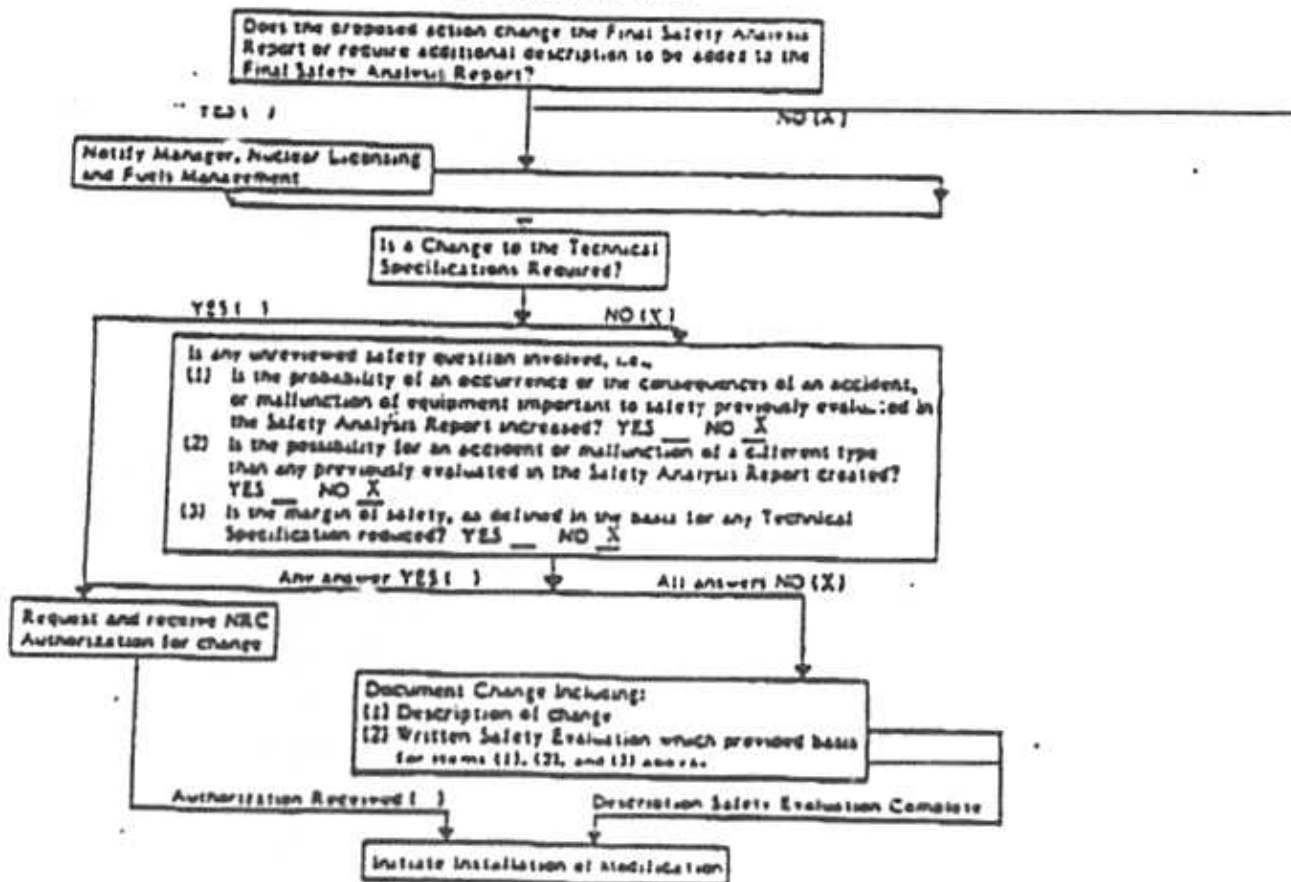 Does the proposed action change the Final Safety Analysis
Report or require additional description to be added to the
Final Safety Analysis Report?
YES ( )
NO (X)
Notify Manager, Nuclear Licensing
and Fuels Management
Is a Change to the Technical
Specifications Required?
YES ( )
NO (X)
Is any unreviewed safety question involved, i.e.,
(1) Is the probability of an occurrence or the consequences of an accident,
or malfunction of equipment important to safety previously evaluated in
the Safety Analysis Report increased? YES __ NO X
(2) Is the possibility for an accident or malfunction of a different type
than any previously evaluated in the Safety Analysis Report created?
YES __ NO X
(3) Is the margin of safety, as defined in the basis for any Technical
Specification reduced? YES __ NO X
Any answer YES ( )
All answers NO (X)
Request and receive NRC
Authorization for change
Document Change Including:
(1) Description of change
(2) Written Safety Evaluation which provided basis
for items (1), (2), and (3) above.
Authorization Received ( )
Description Safety Evaluation Complete
Initiate Installation of Modification